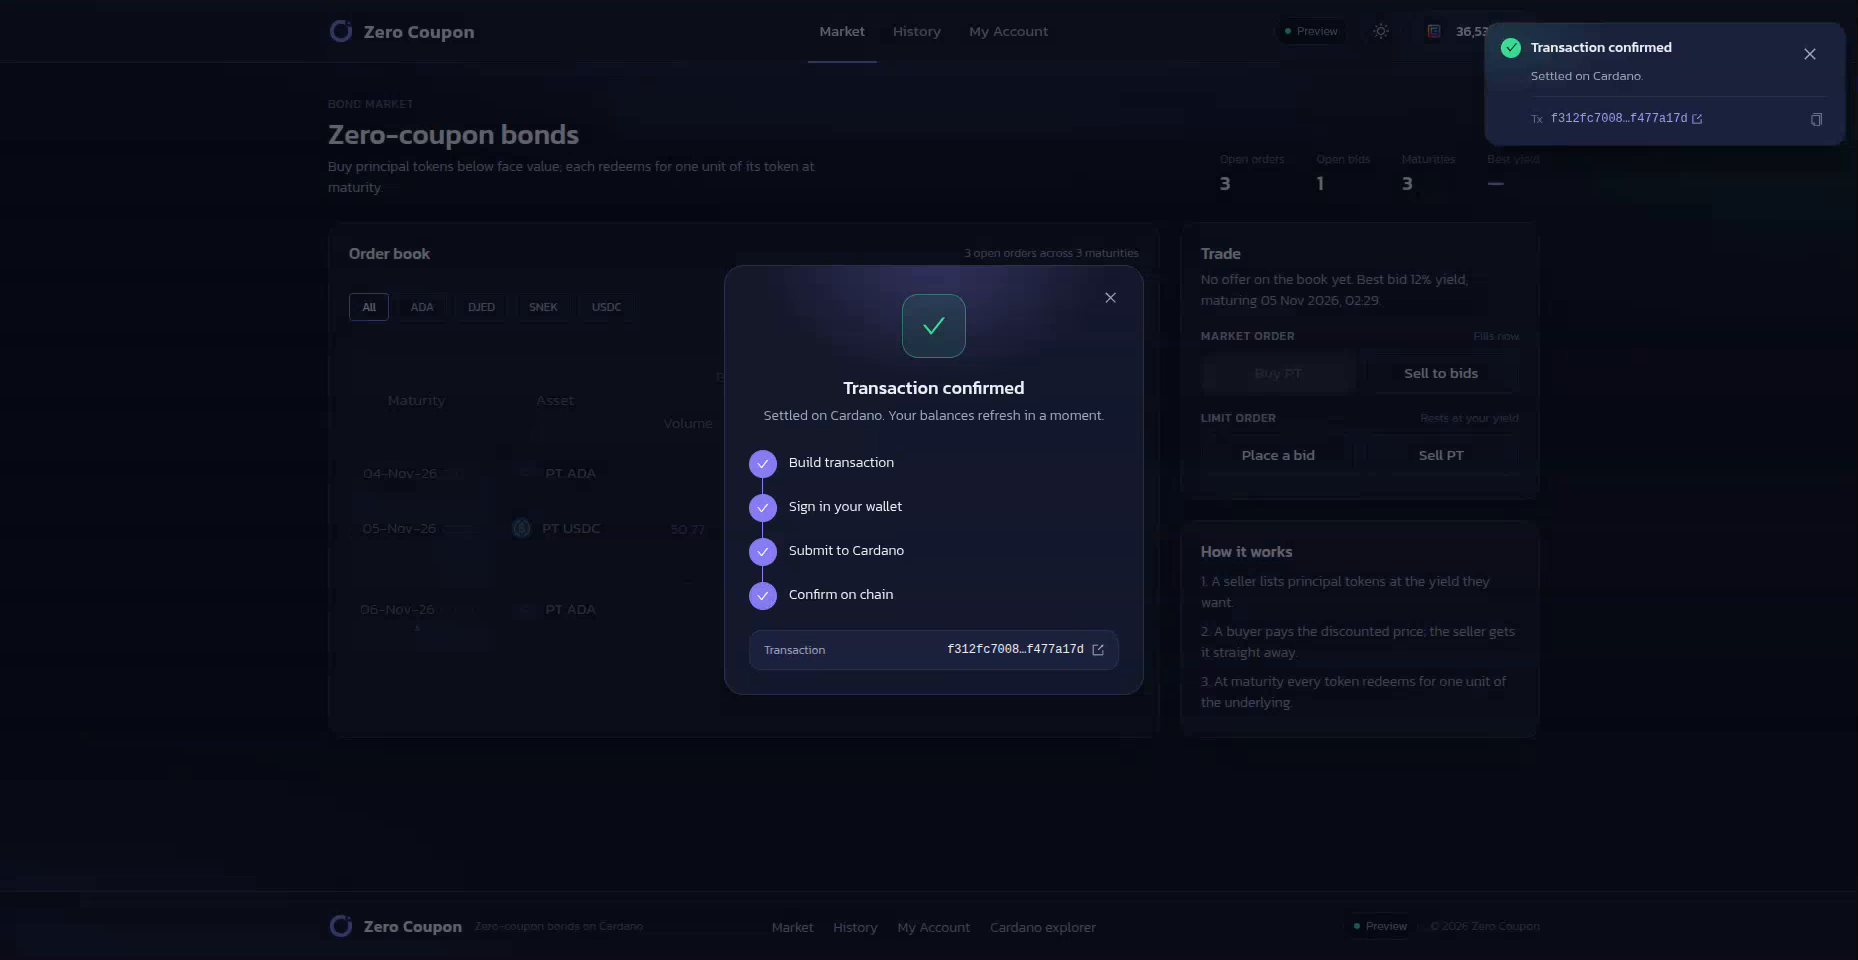 Zero Coupon
Market
History
My Account
Preview
Transaction confirmed
Settled on Cardano.
Tx f312fc7008…f477a17d
BOND MARKET
Zero-coupon bonds
Buy principal tokens below face value; each redeems for one unit of its token at
maturity.
Open orders
Open bids
Maturities
Best yield
3
1
3
—
Order book
3 open orders across 3 maturities
All
ADA
DJED
SNEK
USDC
Maturity
Asset
Volume
04-Nov-26
PT ADA
05-Nov-26
PT USDC
06-Nov-26
PT ADA
Transaction confirmed
Settled on Cardano. Your balances refresh in a moment.
Build transaction
Sign in your wallet
Submit to Cardano
Confirm on chain
Transaction
f312fc7008…f477a17d
Trade
No offer on the book yet. Best bid 12% yield,
maturing 05 Nov 2026, 02:29.
MARKET ORDER
Fills now
Buy PT
Sell to bids
LIMIT ORDER
Rests at your yield
Place a bid
Sell PT
How it works
1. A seller lists principal tokens at the yield they
want.
2. A buyer pays the discounted price; the seller gets
it straight away.
3. At maturity every token redeems for one unit of
the underlying.
Zero Coupon
Zero-coupon bonds on Cardano
Market
History
My Account
Cardano explorer
Preview
© 2026 Zero Coupon